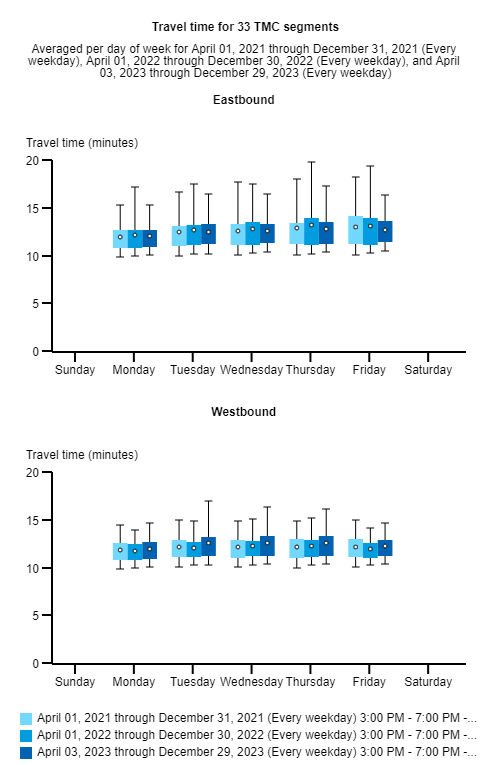 Travel time for 33 TMC segments
Averaged per day of week for April 01, 2021 through December 31, 2021 (Every
weekday), April 01, 2022 through December 30, 2022 (Every weekday), and April
03, 2023 through December 29, 2023 (Every weekday)
Eastbound
Travel time (minutes)
20
15
10
5
0
Sunday Monday Tuesday Wednesday Thursday Friday Saturday
Westbound
Travel time (minutes)
20
15
10
5
0
Sunday Monday Tuesday Wednesday Thursday Friday Saturday
April 01, 2021 through December 31, 2021 (Every weekday) 3:00 PM - 7:00 PM -...
April 01, 2022 through December 30, 2022 (Every weekday) 3:00 PM - 7:00 PM -...
April 03, 2023 through December 29, 2023 (Every weekday) 3:00 PM - 7:00 PM -...